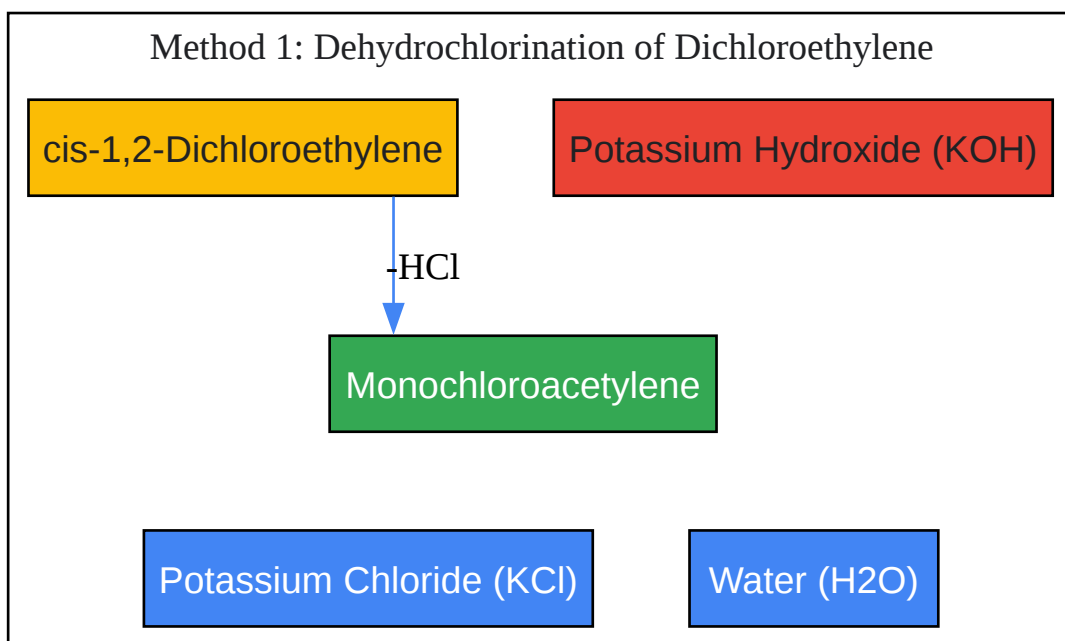 Method 1: Dehydrochlorination of Dichloroethylene
cis-1,2-Dichloroethylene
Potassium Hydroxide (KOH)
-HCl
Monochloroacetylene
Potassium Chloride (KCl)
Water (H2O)